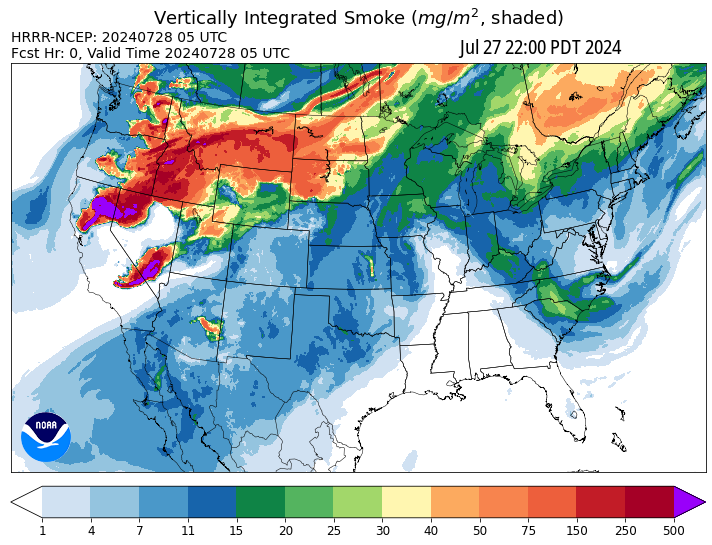 Vertically Integrated Smoke (mg/m², shaded)
HRRR-NCEP: 20240728 05 UTC
Fcst Hr: 0, Valid Time 20240728 05 UTC
Jul 27 22:00 PDT 2024
NOAA
1 4 7 11 15 20 25 30 40 50 75 150 250 500